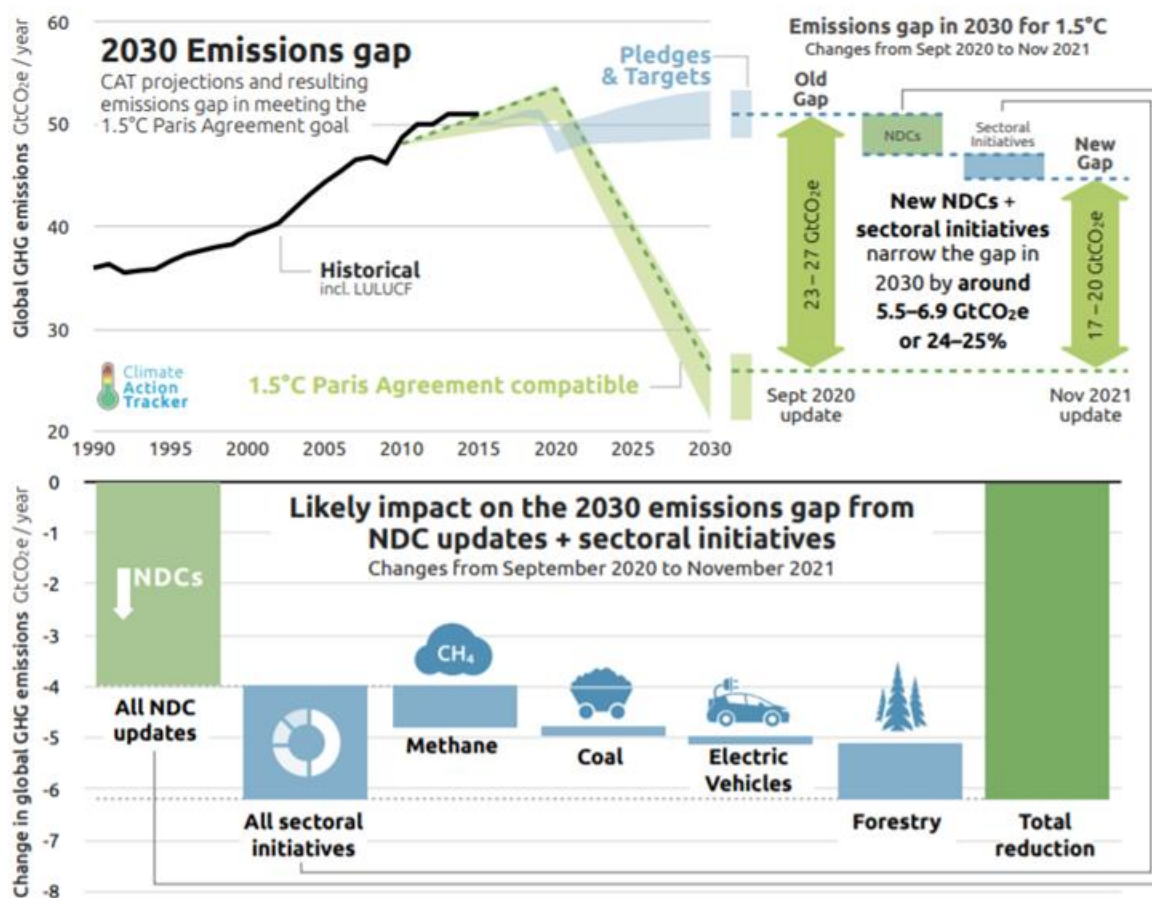 Global GHG emissions GtCO₂e / year
60
50
40
30
20
2030 Emissions gap
CAT projections and resulting
emissions gap in meeting the
1.5°C Paris Agreement goal
Pledges
& Targets
Historical
incl. LULUCF
Climate
Action
Tracker
1.5°C Paris Agreement compatible
1990 1995 2000 2005 2010 2015 2020 2025 2030
Emissions gap in 2030 for 1.5°C
Changes from Sept 2020 to Nov 2021
Old
Gap
NDCs
Sectoral
Initiatives
New
Gap
23 – 27 GtCO₂e
New NDCs +
sectoral initiatives
narrow the gap in
2030 by around
5.5–6.9 GtCO₂e
or 24–25%
17 – 20 GtCO₂e
Sept 2020
update
Nov 2021
update
Change in global GHG emissions GtCO₂e / year
0
-1
-2
-3
-4
-5
-6
-7
-8
Likely impact on the 2030 emissions gap from
NDC updates + sectoral initiatives
Changes from September 2020 to November 2021
NDCs
CH₄
All NDC
updates
All sectoral
initiatives
Methane
Coal
Electric
Vehicles
Forestry
Total
reduction